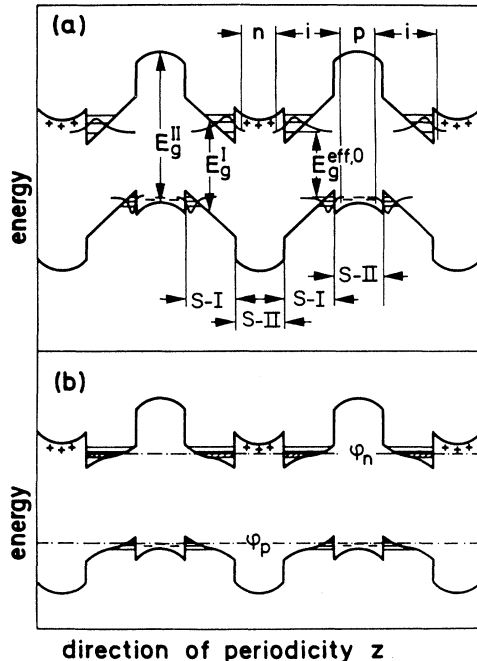 (a)
n i p i
+++ +++ +++
E_g^II
E_g^I
E_g^eff,0
S-I S-II S-I S-II
energy
(b)
+++ +++ +++
φ_n
φ_p
energy
direction of periodicity z